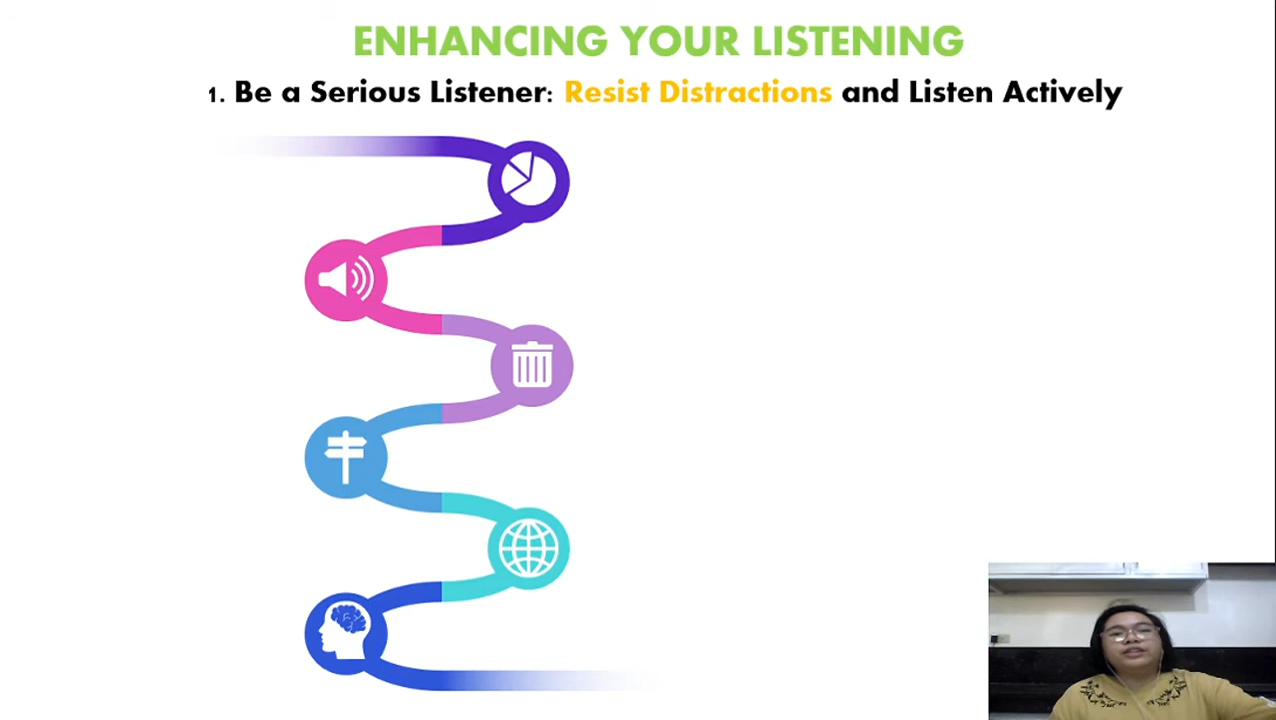 ENHANCING YOUR LISTENING
1. Be a Serious Listener: Resist Distractions and Listen Actively